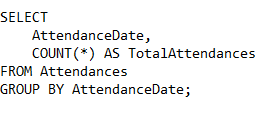 SELECT
    AttendanceDate,
    COUNT(*) AS TotalAttendances
FROM Attendances
GROUP BY AttendanceDate;